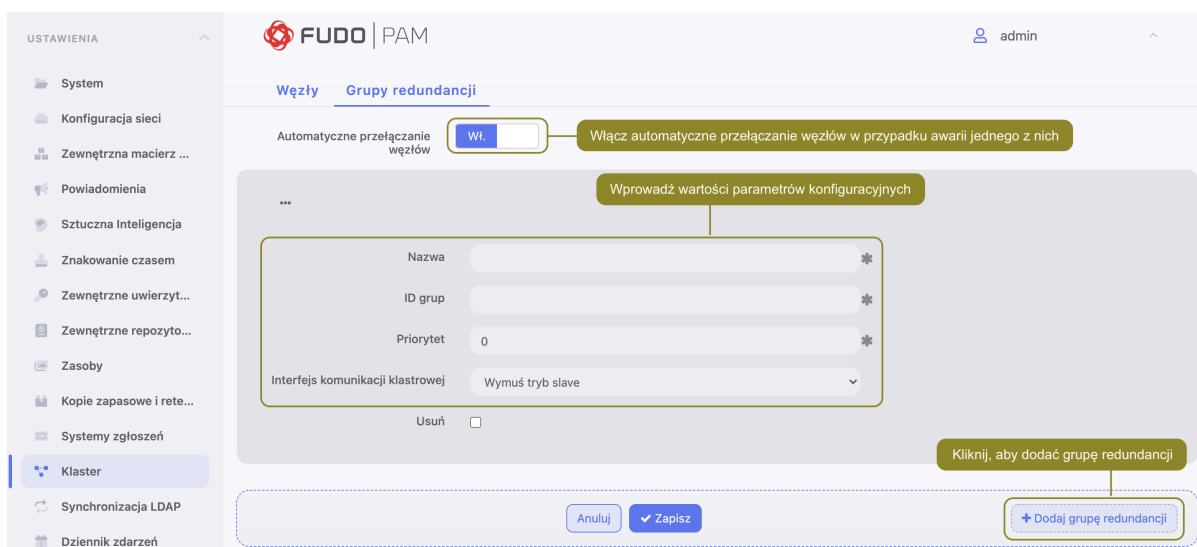 USTAWIENIA
FUDO PAM
admin
System
Konfiguracja sieci
Zewnętrzna macierz ...
Powiadomienia
Sztuczna Inteligencja
Znakowanie czasem
Zewnętrzne uwierzyt...
Zewnętrzne repozyto...
Zasoby
Kopie zapasowe i rete...
Systemy zgłoszeń
Klaster
Synchronizacja LDAP
Dziennik zdarzeń
Węzły Grupy redundancji
Automatyczne przełączanie
węzłów
Wł.
Włącz automatyczne przełączanie węzłów w przypadku awarii jednego z nich
Wprowadź wartości parametrów konfiguracyjnych
...
Nazwa
ID grup
Priorytet 0
Interfejs komunikacji klastrowej Wymuś tryb slave
Usuń
Kliknij, aby dodać grupę redundancji
Anuluj Zapisz + Dodaj grupę redundancji